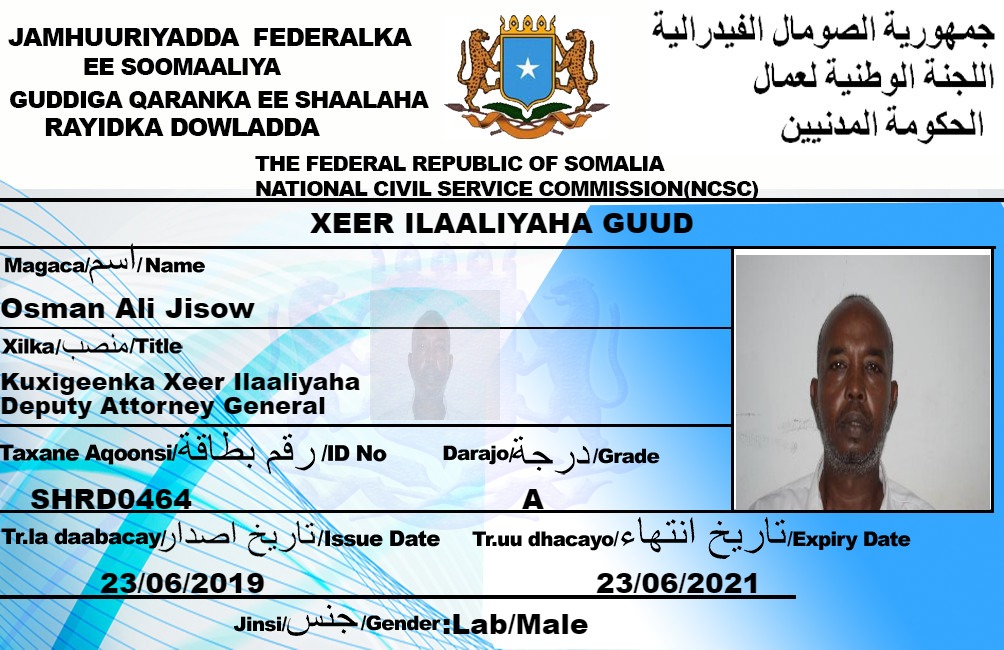 JAMHUURIYADDA FEDERALKA
EE SOOMAALIYA
GUDDIGA QARANKA EE SHAALAHA
RAYIDKA DOWLADDA
جمهورية الصومال الفيدرالية
اللجنة الوطنية لعمال
الحكومة المدنيين
THE FEDERAL REPUBLIC OF SOMALIA
NATIONAL CIVIL SERVICE COMMISSION(NCSC)
XEER ILAALIYAHA GUUD
Magaca/اسم/Name
Osman Ali Jisow
Xilka/منصب/Title
Kuxigeenka Xeer Ilaaliyaha
Deputy Attorney General
Taxane Aqoonsi/رقم بطاقة/ID No
Darajo/درجة/Grade
SHRD0464
A
Tr.la daabacay/تاريخ اصدار/Issue Date
Tr.uu dhacayo/تاريخ انتهاء/Expiry Date
23/06/2019
23/06/2021
Jinsi/جنس/Gender:Lab/Male